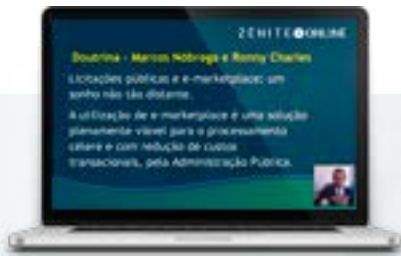 ZÊNITE ONLINE
Doutrina - Marcos Nóbrega e Ronny Charles
Licitações públicas e e-marketplace: um
sonho não tão distante.
A utilização de e-marketplace é uma solução
plenamente viável para o processamento
célere e com redução de custos
transacionais, pela Administração Pública.